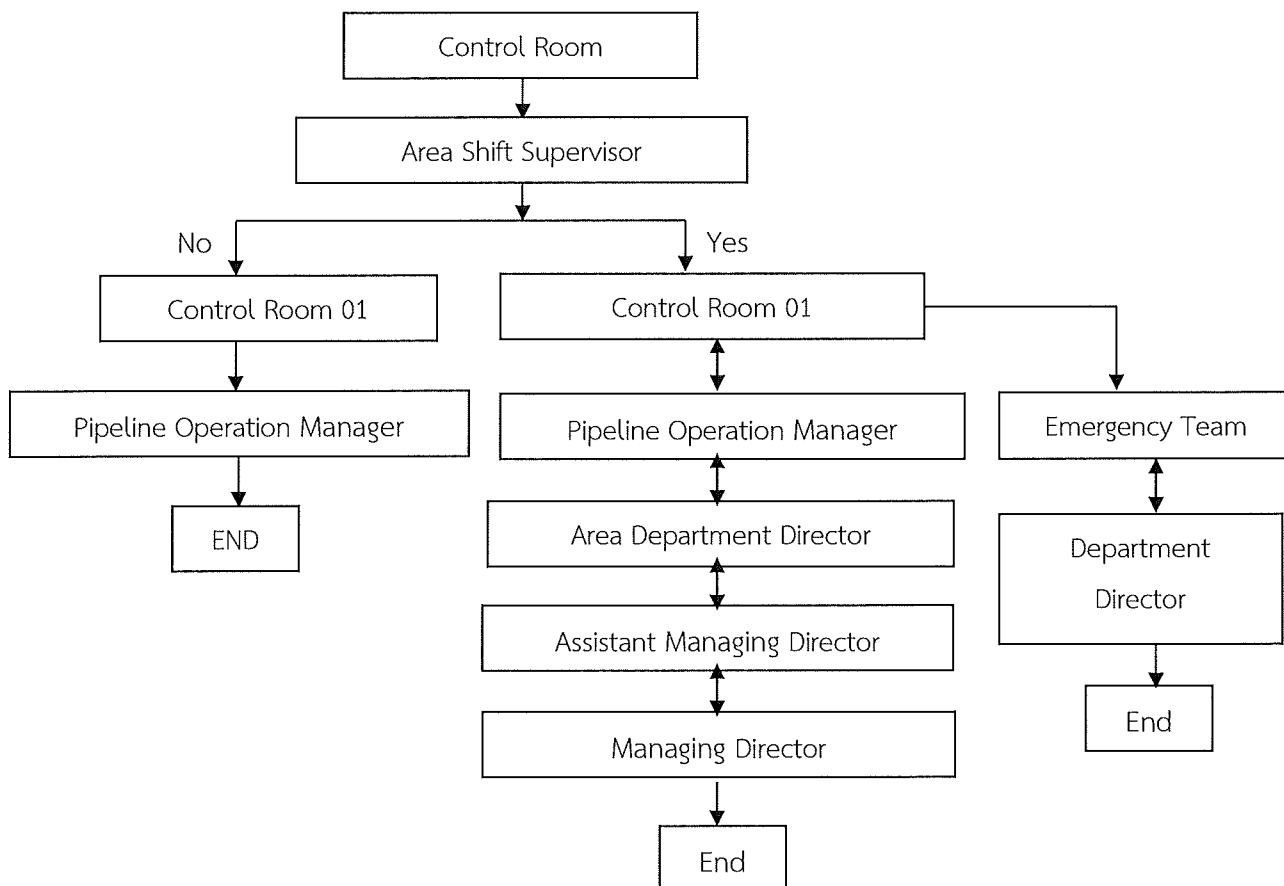 Control Room
Area Shift Supervisor
No
Yes
Control Room 01
Control Room 01
Pipeline Operation Manager
Pipeline Operation Manager
Emergency Team
END
Area Department Director
Department
Director
Assistant Managing Director
Managing Director
End
End